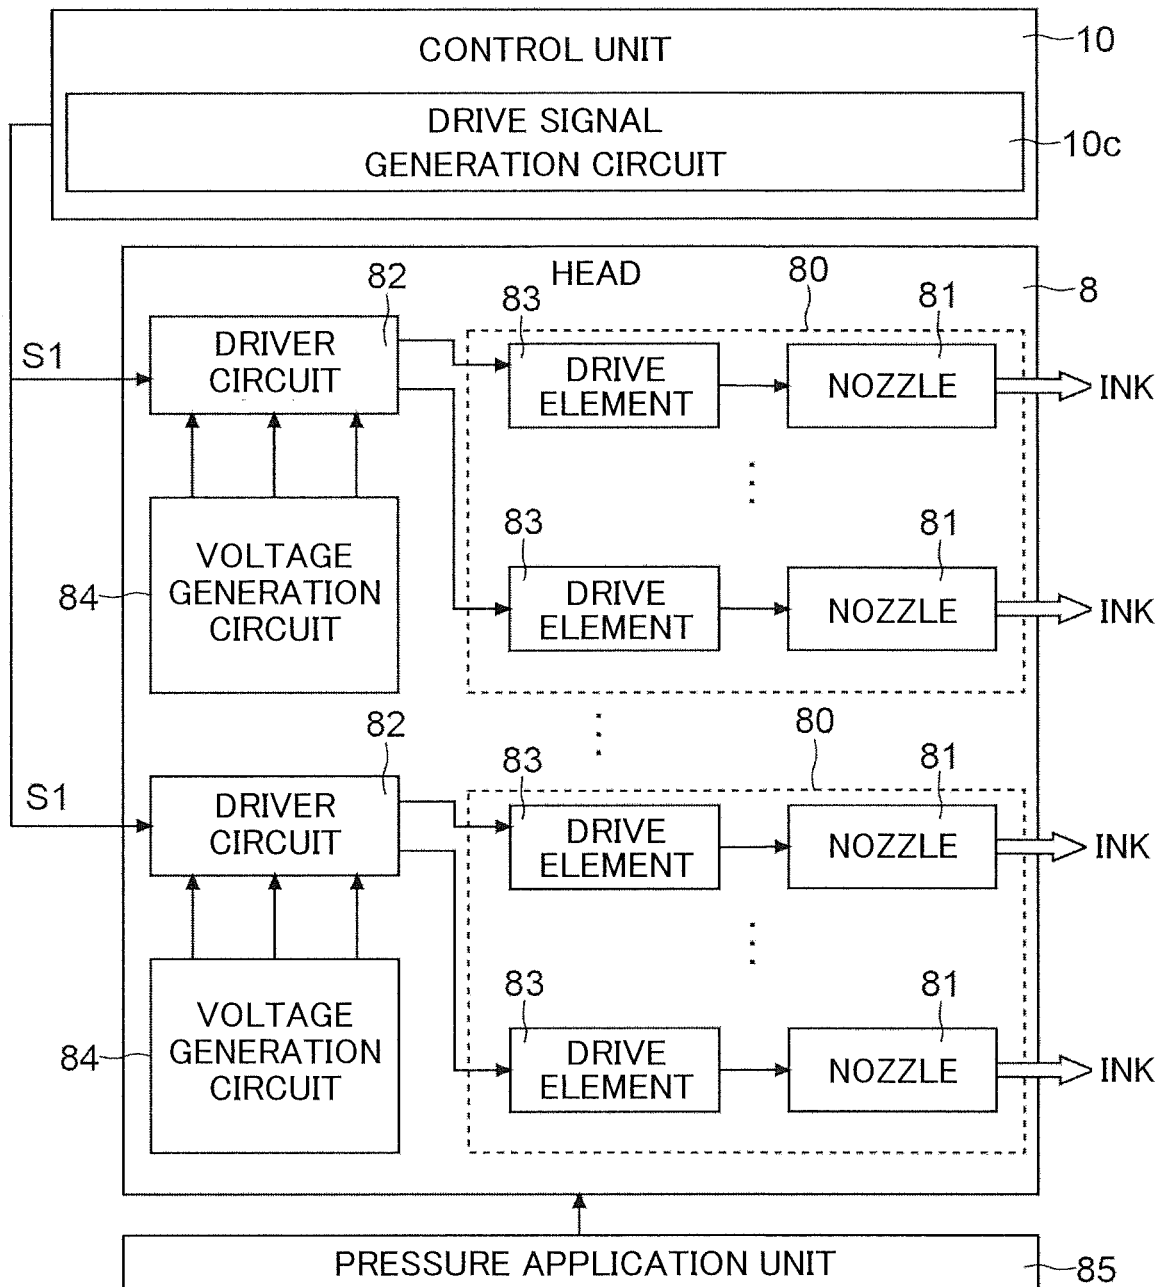 CONTROL UNIT
10
DRIVE SIGNAL
GENERATION CIRCUIT
10c
HEAD
8
82
83
80
81
S1
DRIVER
CIRCUIT
DRIVE
ELEMENT
NOZZLE
INK
84
VOLTAGE
GENERATION
CIRCUIT
83
81
DRIVE
ELEMENT
NOZZLE
INK
82
83
80
81
S1
DRIVER
CIRCUIT
DRIVE
ELEMENT
NOZZLE
INK
84
VOLTAGE
GENERATION
CIRCUIT
83
81
DRIVE
ELEMENT
NOZZLE
INK
PRESSURE APPLICATION UNIT
85